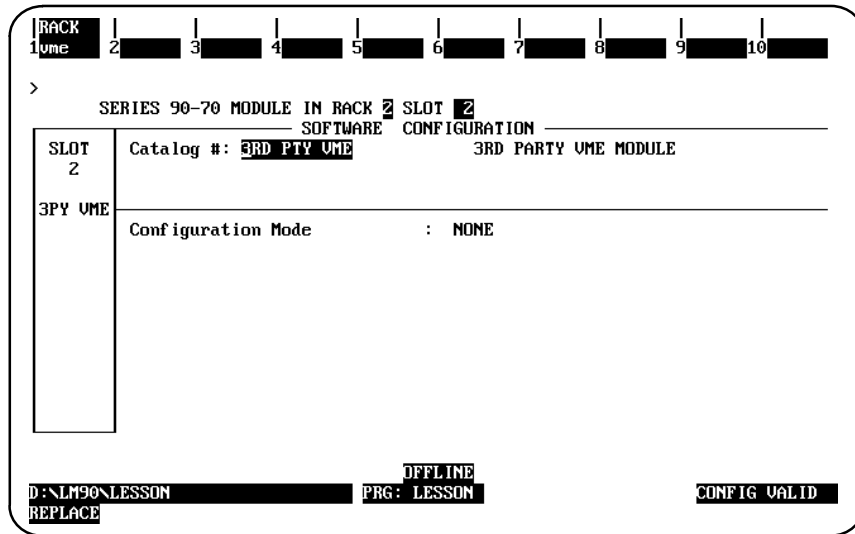 RACK
1vme 2 3 4 5 6 7 8 9 10
>
SERIES 90-70 MODULE IN RACK 2 SLOT 2
SOFTWARE CONFIGURATION
SLOT Catalog #: 3RD PTY VME 3RD PARTY VME MODULE
2
3PY VME
Configuration Mode : NONE
OFFLINE
D:\LM90\LESSON PRG: LESSON CONFIG VALID
REPLACE